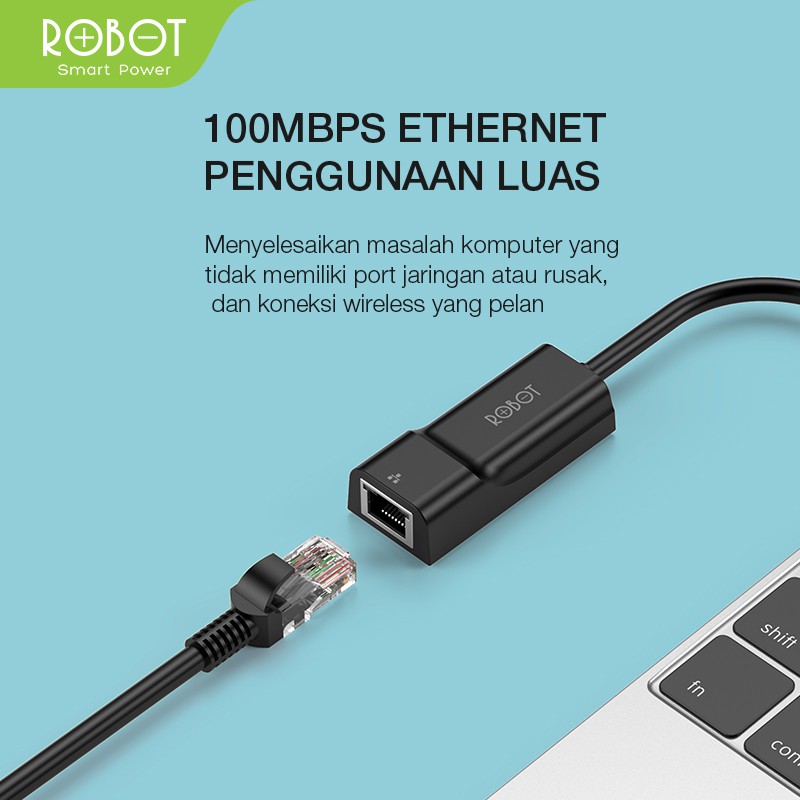 ROBOT
Smart Power
100MBPS ETHERNET
PENGGUNAAN LUAS
Menyelesaikan masalah komputer yang
tidak memiliki port jaringan atau rusak,
dan koneksi wireless yang pelan
ROBOT
shift
fn